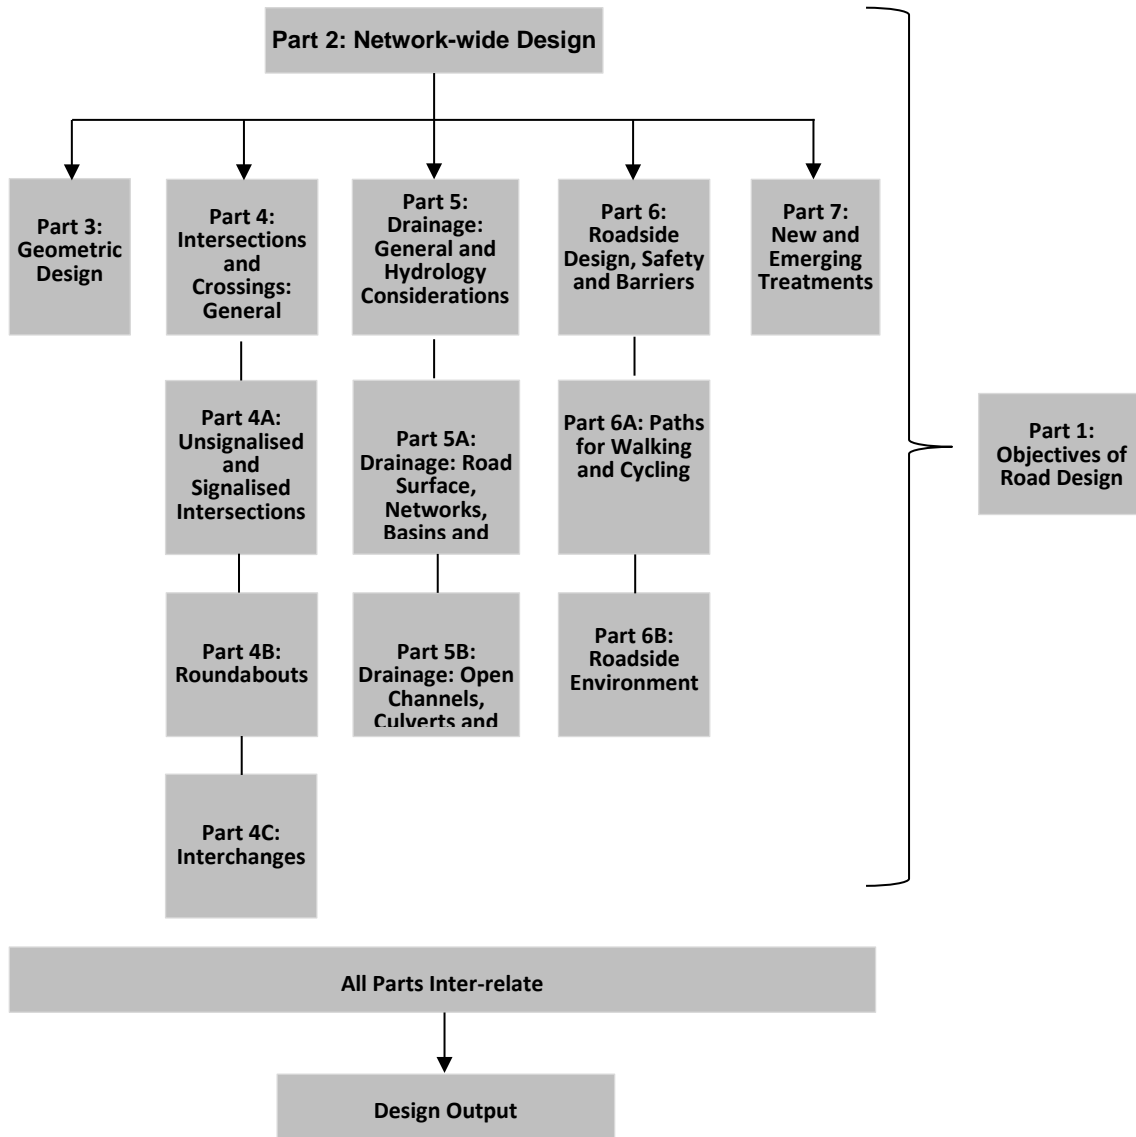 Part 2: Network-wide Design
Part 3:
Geometric
Design
Part 4:
Intersections
and
Crossings:
General
Part 5:
Drainage:
General and
Hydrology
Considerations
Part 6:
Roadside
Design, Safety
and Barriers
Part 7:
New and
Emerging
Treatments
Part 4A:
Unsignalised
and
Signalised
Intersections
Part 5A:
Drainage: Road
Surface,
Networks,
Basins and
Part 6A: Paths
for Walking
and Cycling
Part 1:
Objectives of
Road Design
Part 4B:
Roundabouts
Part 5B:
Drainage: Open
Channels,
Culverts and
Part 6B:
Roadside
Environment
Part 4C:
Interchanges
All Parts Inter-relate
Design Output